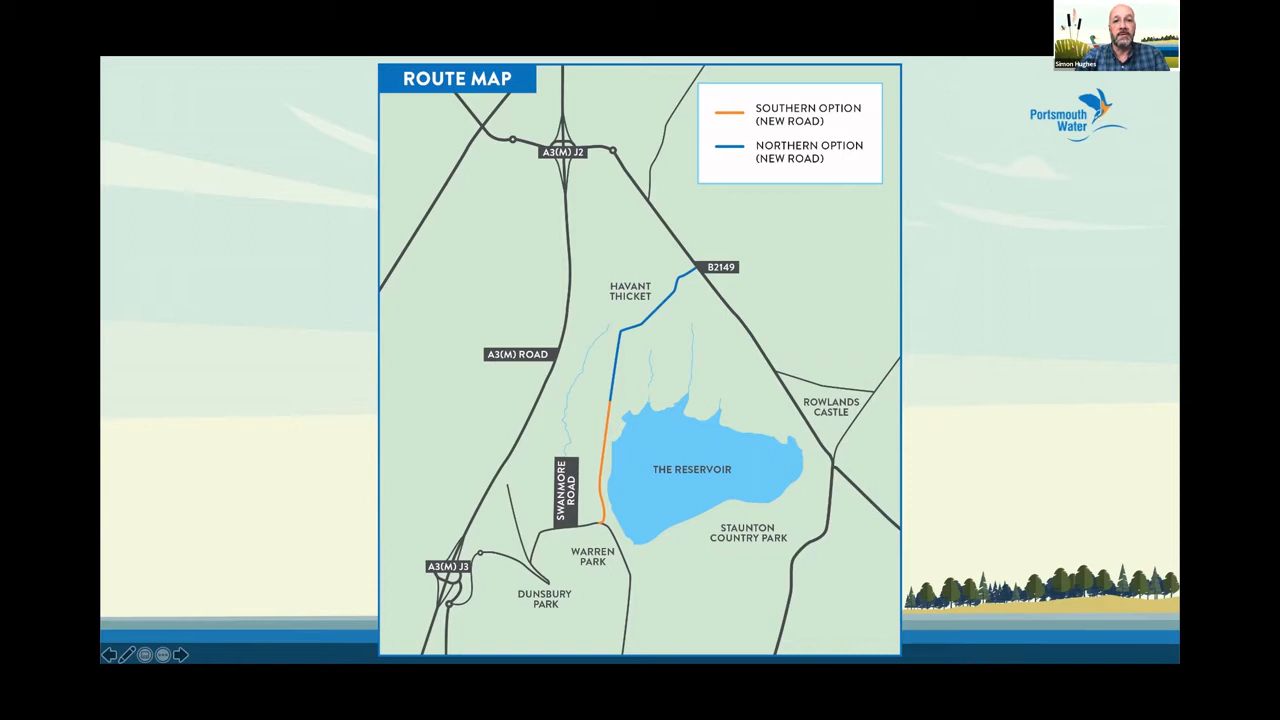 Simon Hughes
Portsmouth
Water
ROUTE MAP
SOUTHERN OPTION
(NEW ROAD)
NORTHERN OPTION
(NEW ROAD)
A3(M) J2
B2149
HAVANT
THICKET
A3(M) ROAD
ROWLANDS
CASTLE
THE RESERVOIR
SWANMORE
ROAD
STAUNTON
COUNTRY PARK
WARREN
PARK
A3(M) J3
DUNSBURY
PARK